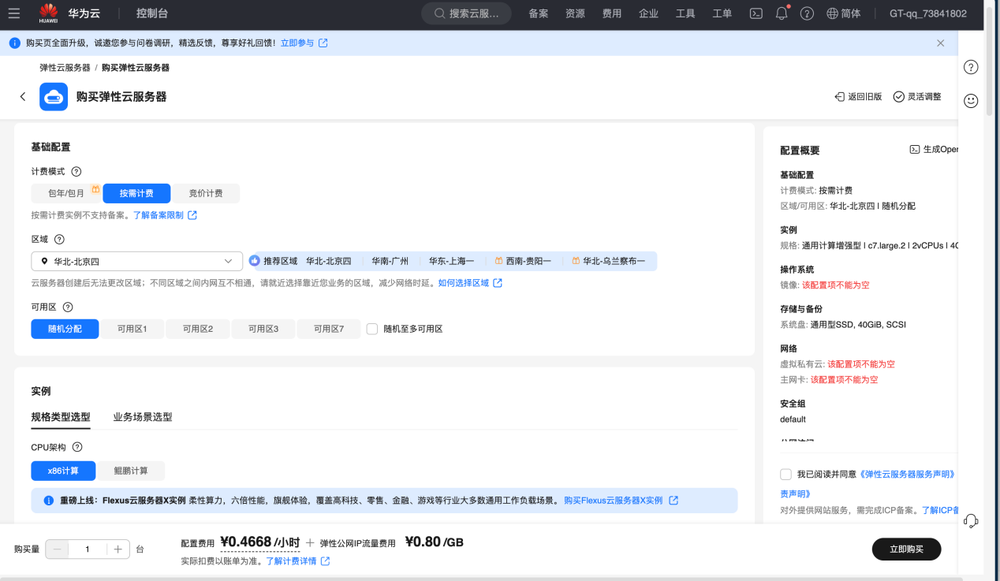 HUAWEI 华为云 控制台 搜索云服... 备案 资源 费用 企业 工具 工单 简体 GT-qq_73841802
购买页全面升级，诚邀您参与问卷调研，精选反馈，尊享好礼回馈！立即参与
弹性云服务器 / 购买弹性云服务器
购买弹性云服务器 返回旧版 灵活调整
基础配置
计费模式
包年/包月 按需计费 竞价计费
按需计费实例不支持备案。了解备案限制
区域
华北-北京四 推荐区域 华北-北京四 华南-广州 华东-上海一 西南-贵阳一 华北-乌兰察布一
云服务器创建后无法更改区域；不同区域之间内网互不相通，请就近选择靠近您业务的区域，减少网络时延。如何选择区域
可用区
随机分配 可用区1 可用区2 可用区3 可用区7 随机至多可用区
实例
规格类型选型 业务场景选型
CPU架构
x86计算 鲲鹏计算
重磅上线：Flexus云服务器X实例 柔性算力，六倍性能，旗舰体验，覆盖高科技、零售、金融、游戏等行业大多数通用工作负载场景。 购买Flexus云服务器X实例
配置概要 生成Oper
基础配置
计费模式: 按需计费
区域/可用区: 华北-北京四 | 随机分配
实例
规格: 通用计算增强型 | c7.large.2 | 2vCPUs | 4G
操作系统
镜像: 该配置项不能为空
存储与备份
系统盘: 通用型SSD, 40GiB, SCSI
网络
虚拟私有云: 该配置项不能为空
主网卡: 该配置项不能为空
安全组
default
我已阅读并同意《弹性云服务器服务声明》
责声明》
对外提供网站服务，需完成ICP备案。了解ICP备
购买量 1 台
配置费用 ¥0.4668 /小时 + 弹性公网IP流量费用 ¥0.80 /GB
实际扣费以账单为准。了解计费详情
立即购买